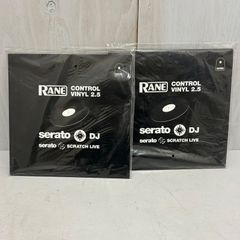 RANE CONTROL
VINYL 2.5
serato DJ
serato SCRATCH LIVE
RANE CONTROL
VINYL 2.5
serato DJ
serato SCRATCH LIVE